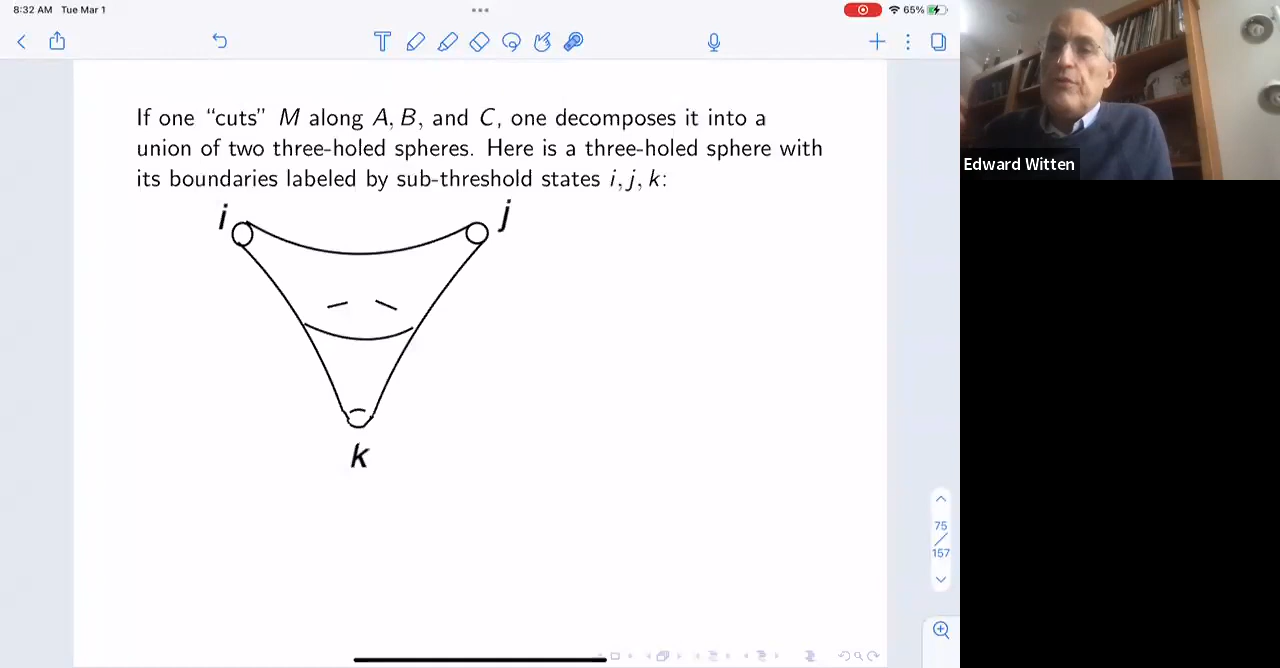 8:32 AM Tue Mar 1
65%
If one “cuts” M along A, B, and C, one decomposes it into a
union of two three-holed spheres. Here is a three-holed sphere with
its boundaries labeled by sub-threshold states i, j, k:
i
j
k
75
157
Edward Witten